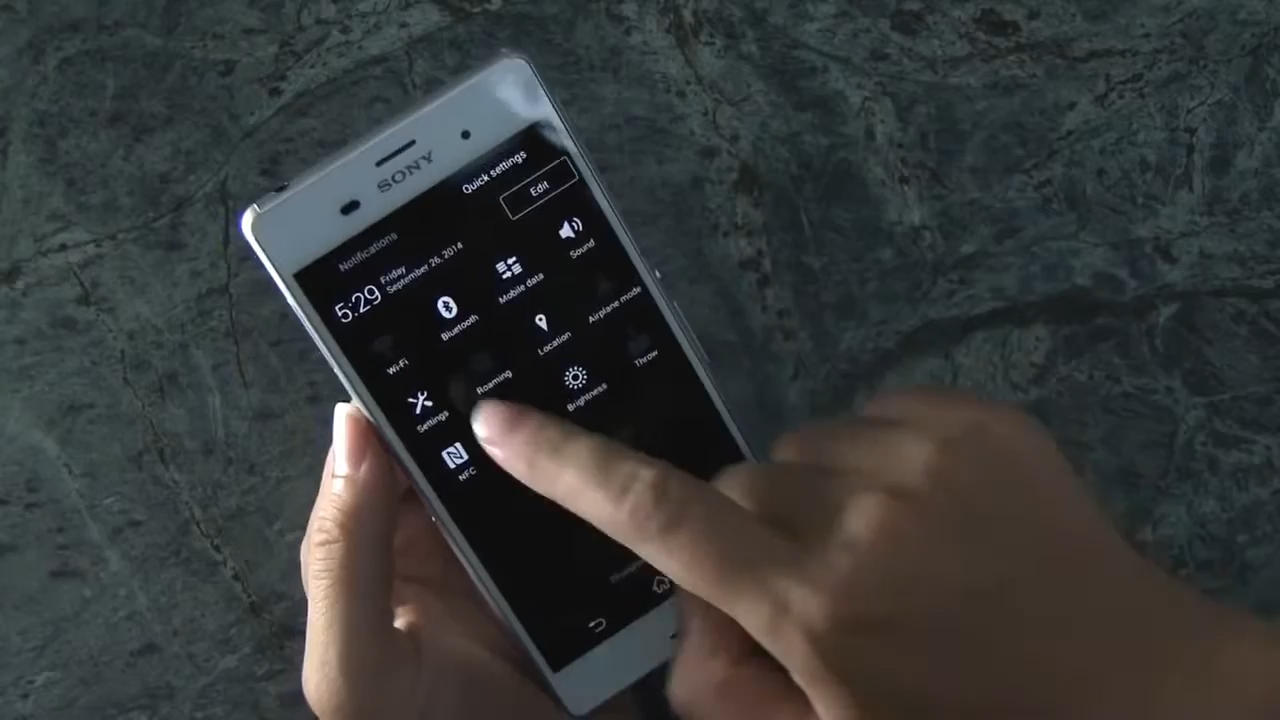 SONY
Notifications
Quick settings
Edit
5:29
Friday
September 26, 2014
Wi-Fi
Bluetooth
Mobile data
Sound
Settings
Roaming
Location
Airplane mode
NFC
Brightness
Throw